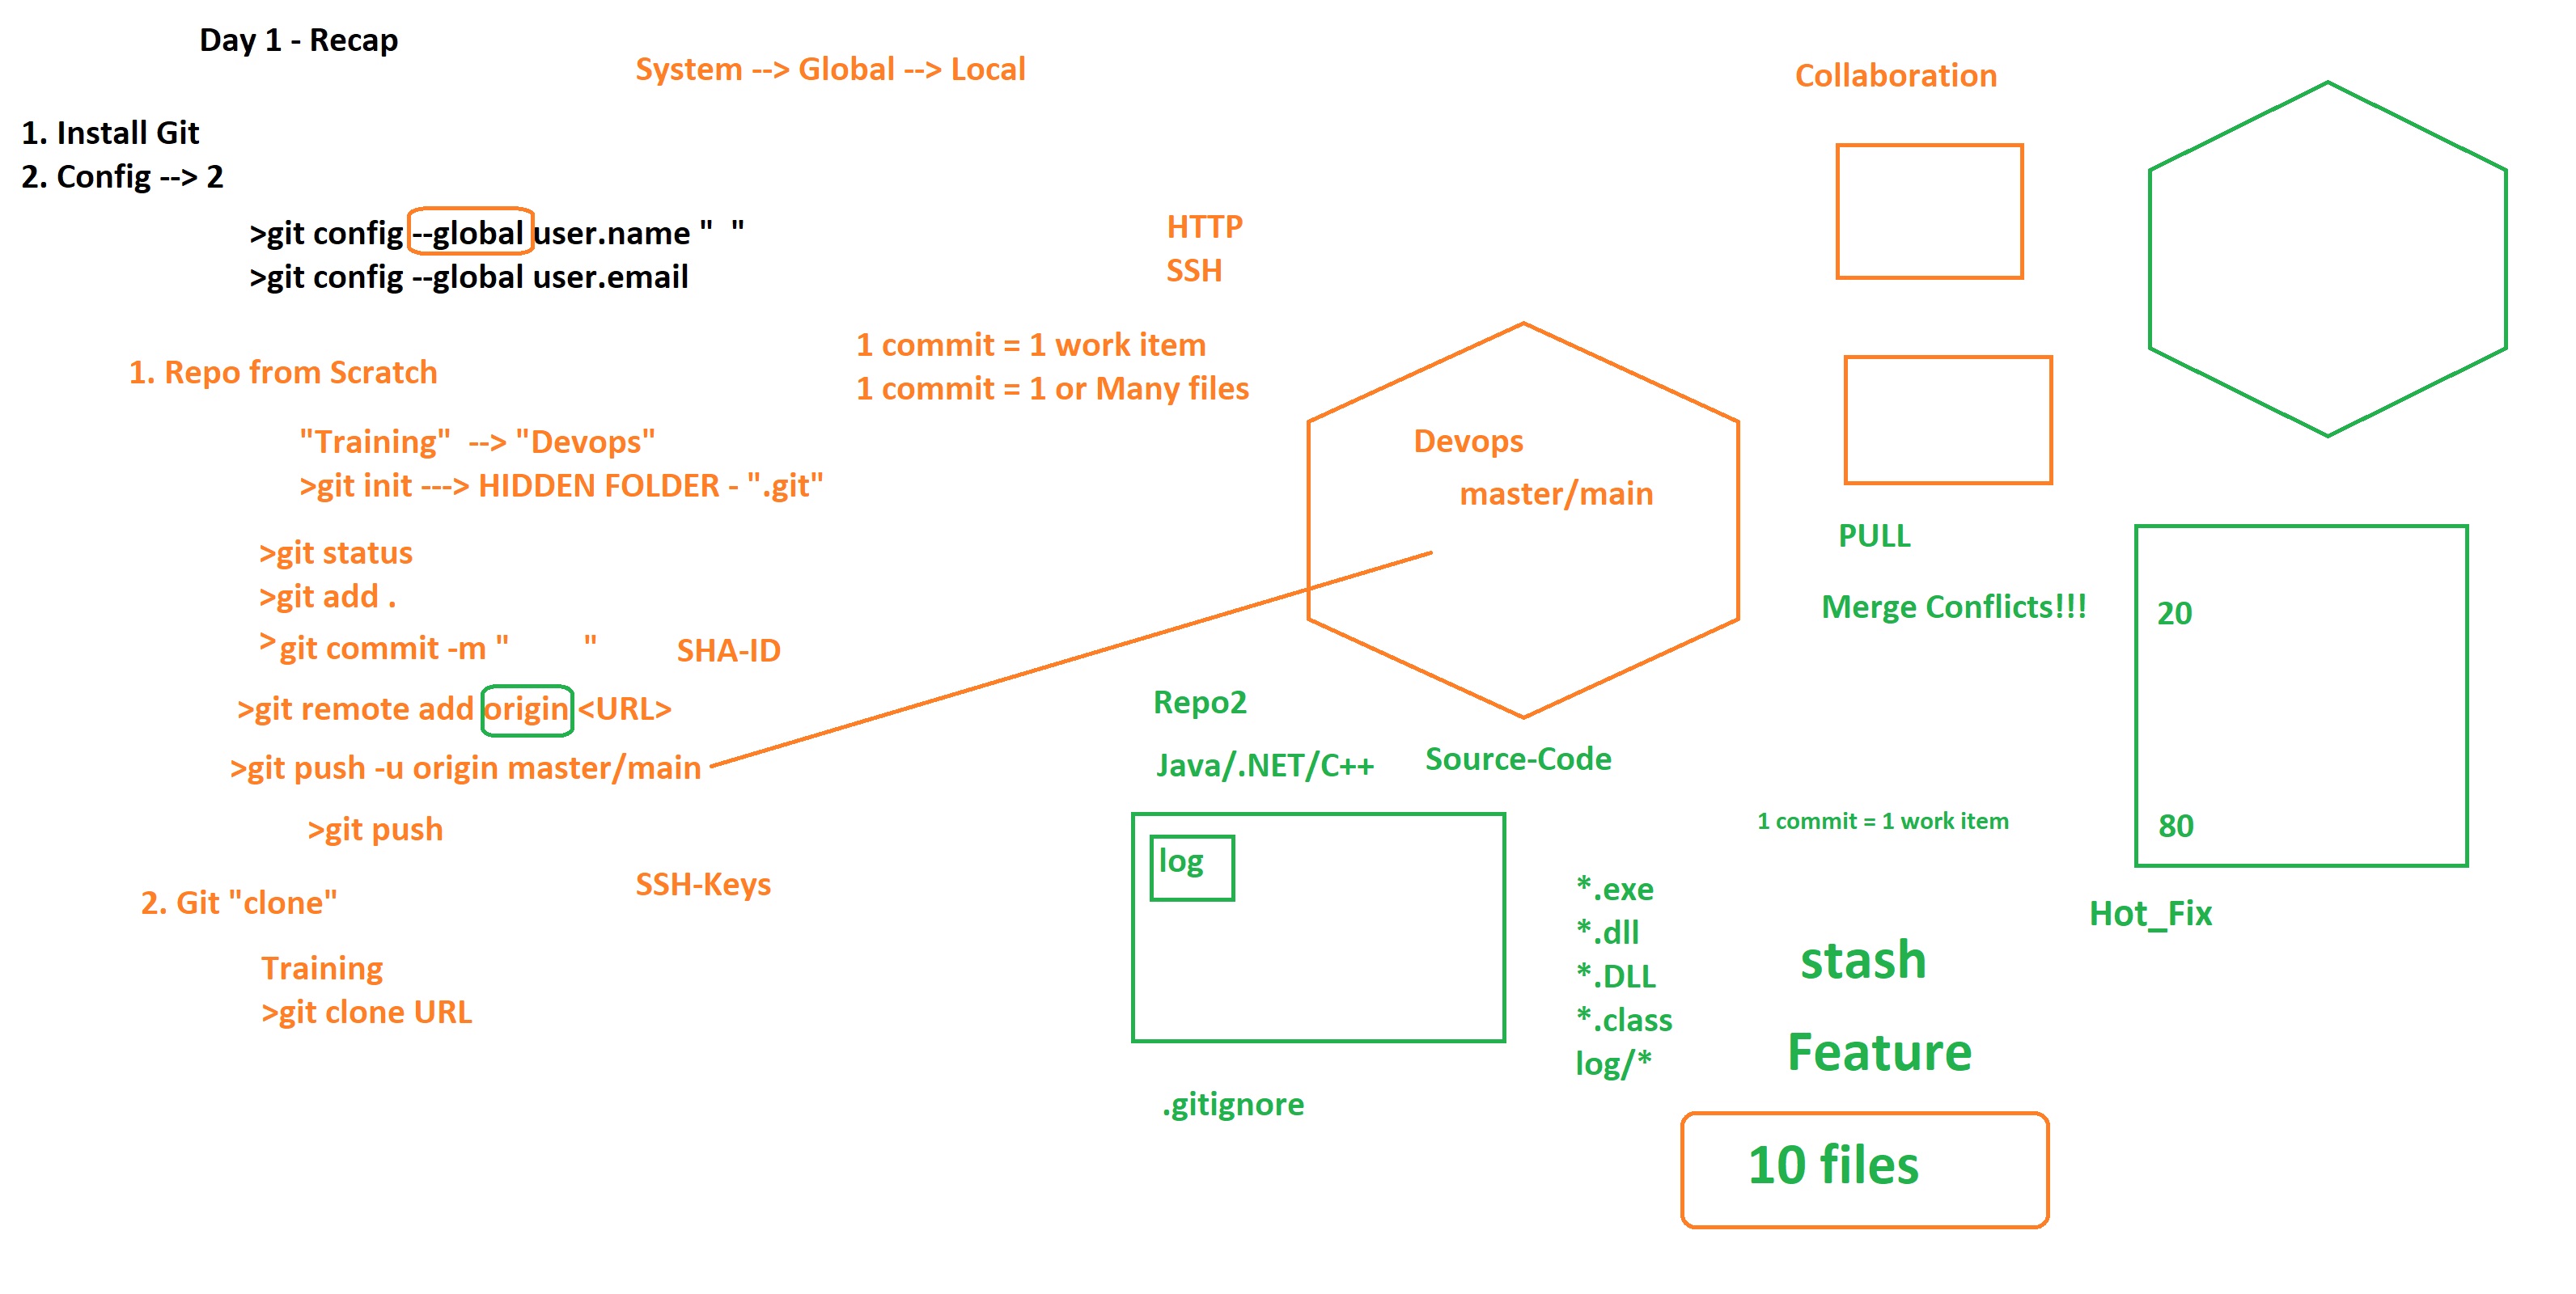 Day 1 - Recap
System --> Global --> Local
1. Install Git
2. Config --> 2
>git config --global user.name "  "
>git config --global user.email
HTTP
SSH
1 commit = 1 work item
1 commit = 1 or Many files
1. Repo from Scratch
"Training"  --> "Devops"
>git init ---> HIDDEN FOLDER - ".git"
>git status
>git add .
>git commit -m "          "
SHA-ID
>git remote add origin <URL>
>git push -u origin master/main
>git push
SSH-Keys
2. Git "clone"
Training
>git clone URL
Devops
master/main
Repo2
Java/.NET/C++
Source-Code
log
.gitignore
*.exe
*.dll
*.DLL
*.class
log/*
Collaboration
PULL
Merge Conflicts!!!
20
80
1 commit = 1 work item
Hot_Fix
stash
Feature
10 files